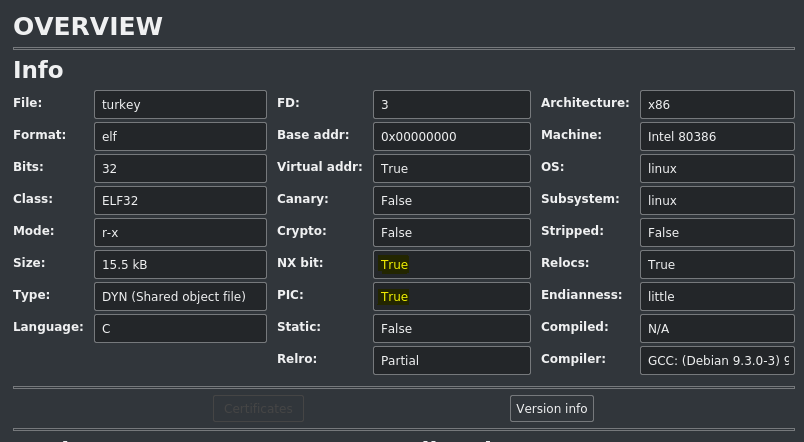 OVERVIEW
Info
File: turkey FD: 3 Architecture: x86
Format: elf Base addr: 0x00000000 Machine: Intel 80386
Bits: 32 Virtual addr: True OS: linux
Class: ELF32 Canary: False Subsystem: linux
Mode: r-x Crypto: False Stripped: False
Size: 15.5 kB NX bit: True Relocs: True
Type: DYN (Shared object file) PIC: True Endianness: little
Language: C Static: False Compiled: N/A
Relro: Partial Compiler: GCC: (Debian 9.3.0-3) 9
Certificates Version info